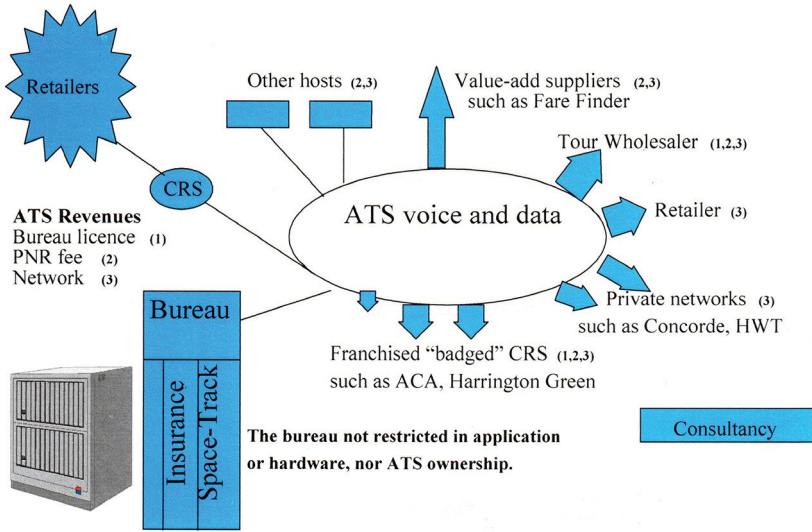 Retailers
Other hosts (2,3)
Value-add suppliers (2,3)
such as Fare Finder
Tour Wholesaler (1,2,3)
CRS
ATS voice and data
Retailer (3)
ATS Revenues
Bureau licence (1)
PNR fee (2)
Network (3)
Private networks (3)
such as Concorde, HWT
Bureau
Insurance
Space-Track
Franchised “badged” CRS (1,2,3)
such as ACA, Harrington Green
Consultancy
The bureau not restricted in application
or hardware, nor ATS ownership.